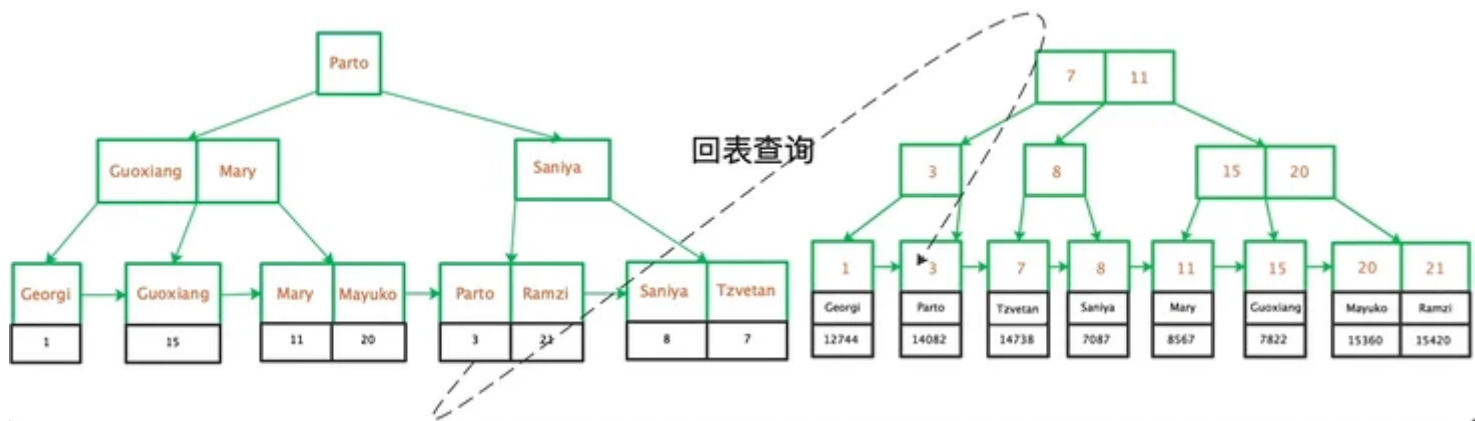 Parto
7 11
回表查询
Guoxiang Mary
Saniya
3
8
15 20
Georgi
Guoxiang
Mary Mayuko
Parto Ramzi
Saniya Tzvetan
1
15
11 20
3 21
8 7
1
3
7
8
11
15
20 21
Georgi
Parto
Tzvetan
Saniya
Mary
Guoxiang
Mayuko Ramzi
12744
14082
14738
7087
8567
7822
15360 15420